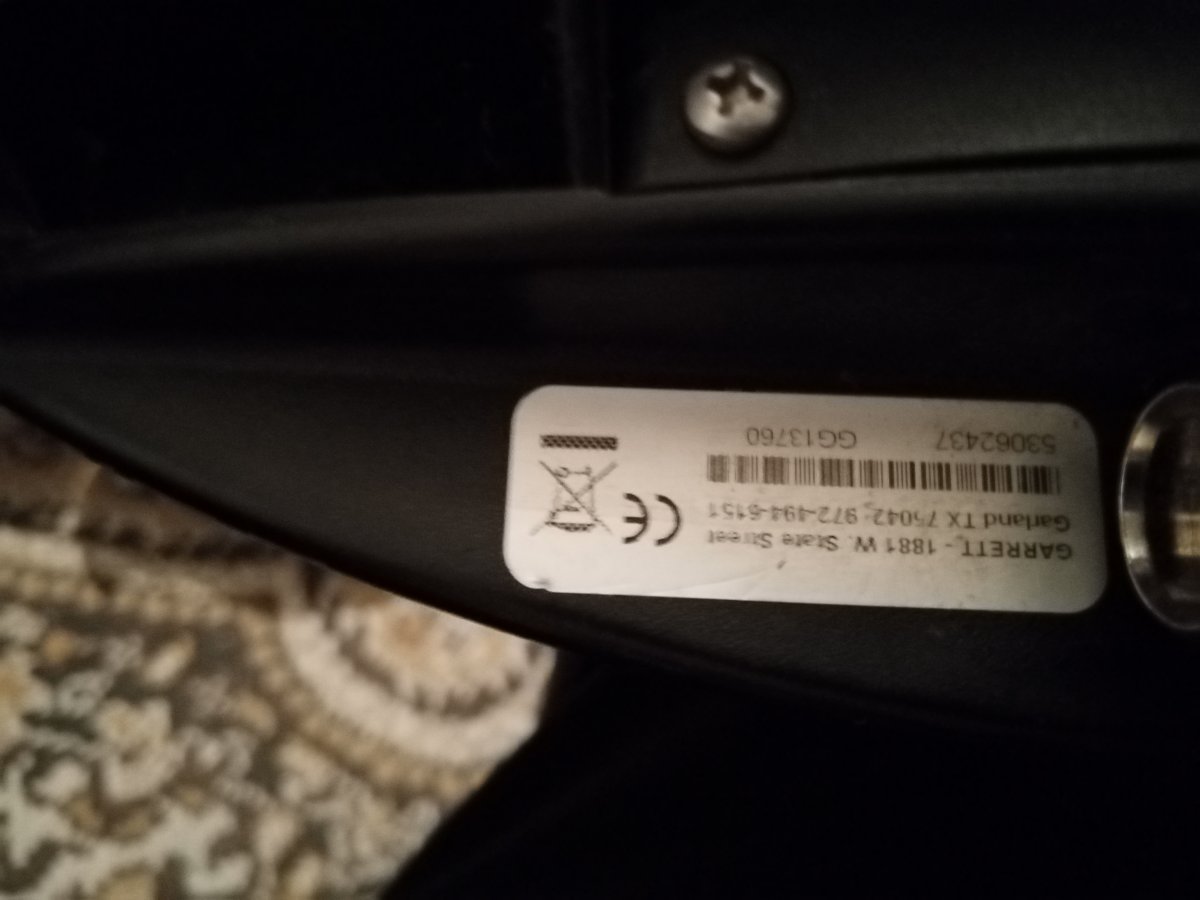 GARRETT - 1881 W. State Street
Garland TX 75042, 972-494-6151
CE
53062437 GG13760